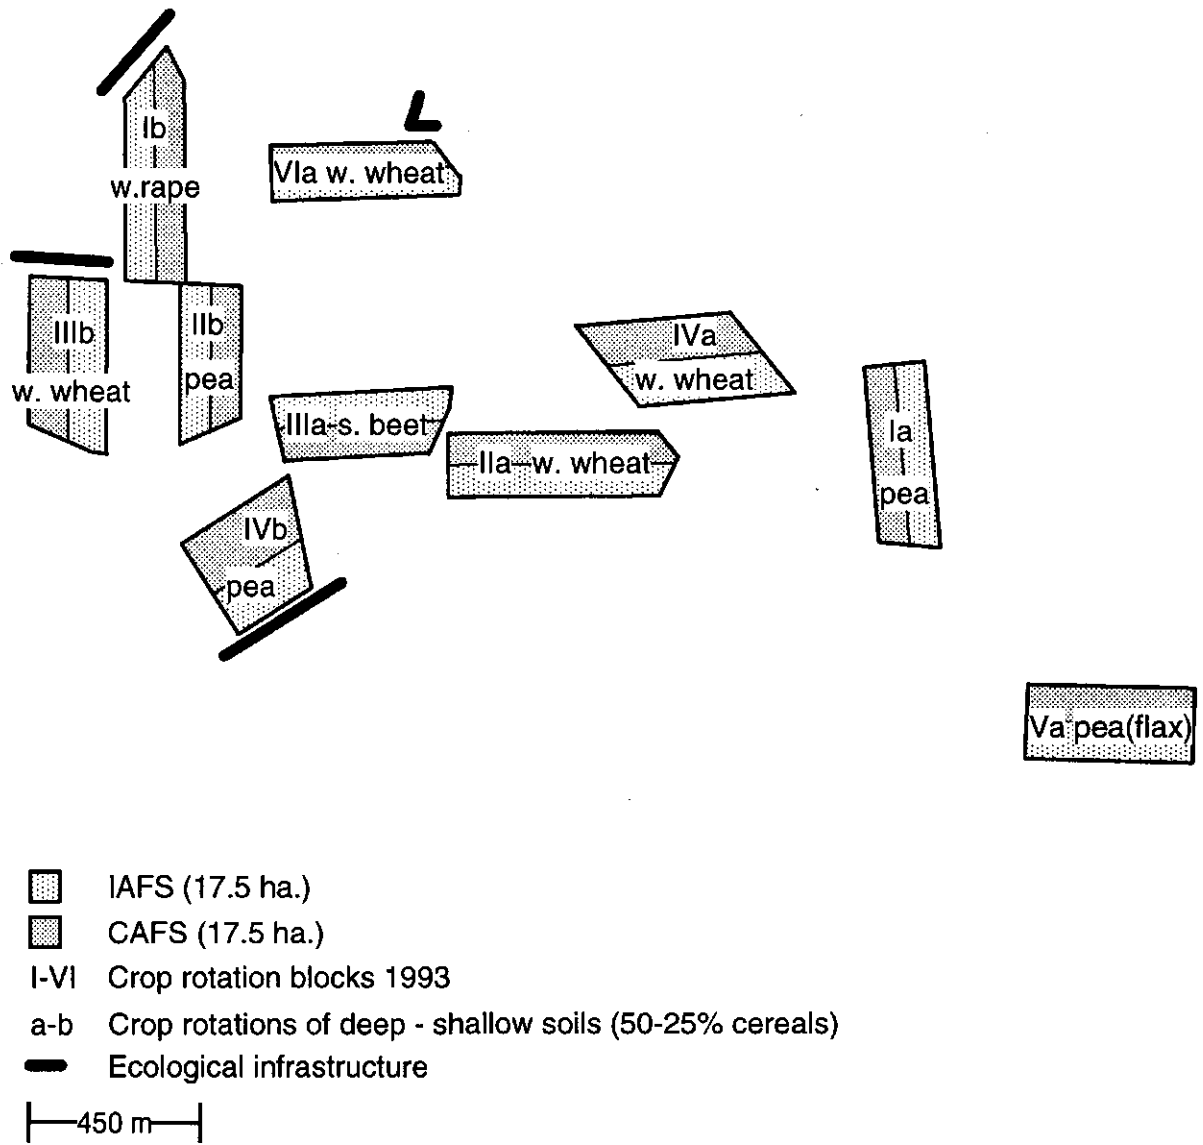 Ib
w.rape
VIa w. wheat
IIIb
w. wheat
IIb
pea
IVa
w. wheat
IIIa s. beet
IIa w. wheat
Ia
pea
IVb
pea
Va pea(flax)
IAFS (17.5 ha.)
CAFS (17.5 ha.)
I-VI Crop rotation blocks 1993
a-b Crop rotations of deep - shallow soils (50-25% cereals)
Ecological infrastructure
450 m